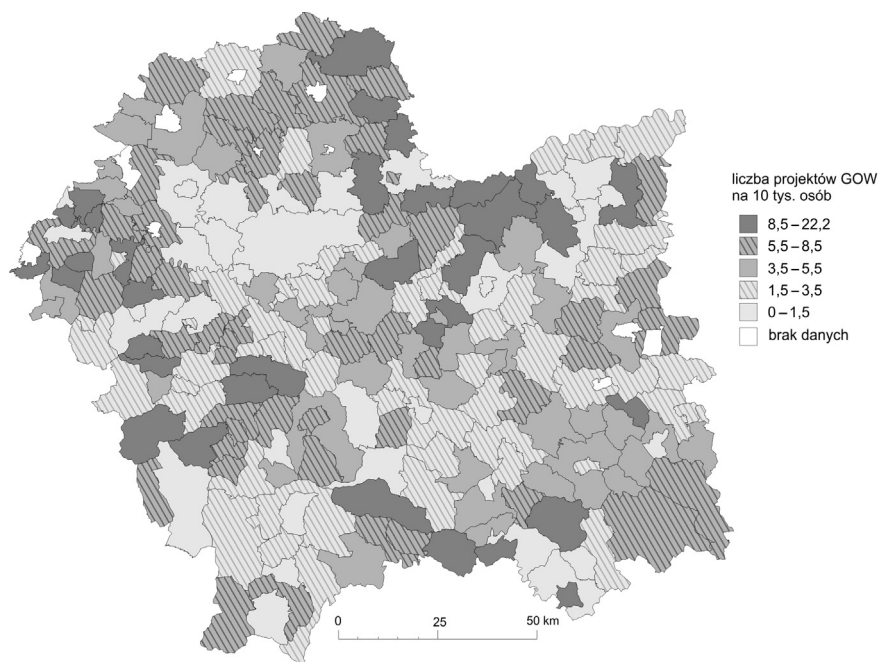 liczba projektów GOW
na 10 tys. osób
8,5 – 22,2
5,5 – 8,5
3,5 – 5,5
1,5 – 3,5
0 – 1,5
brak danych
0 25 50 km